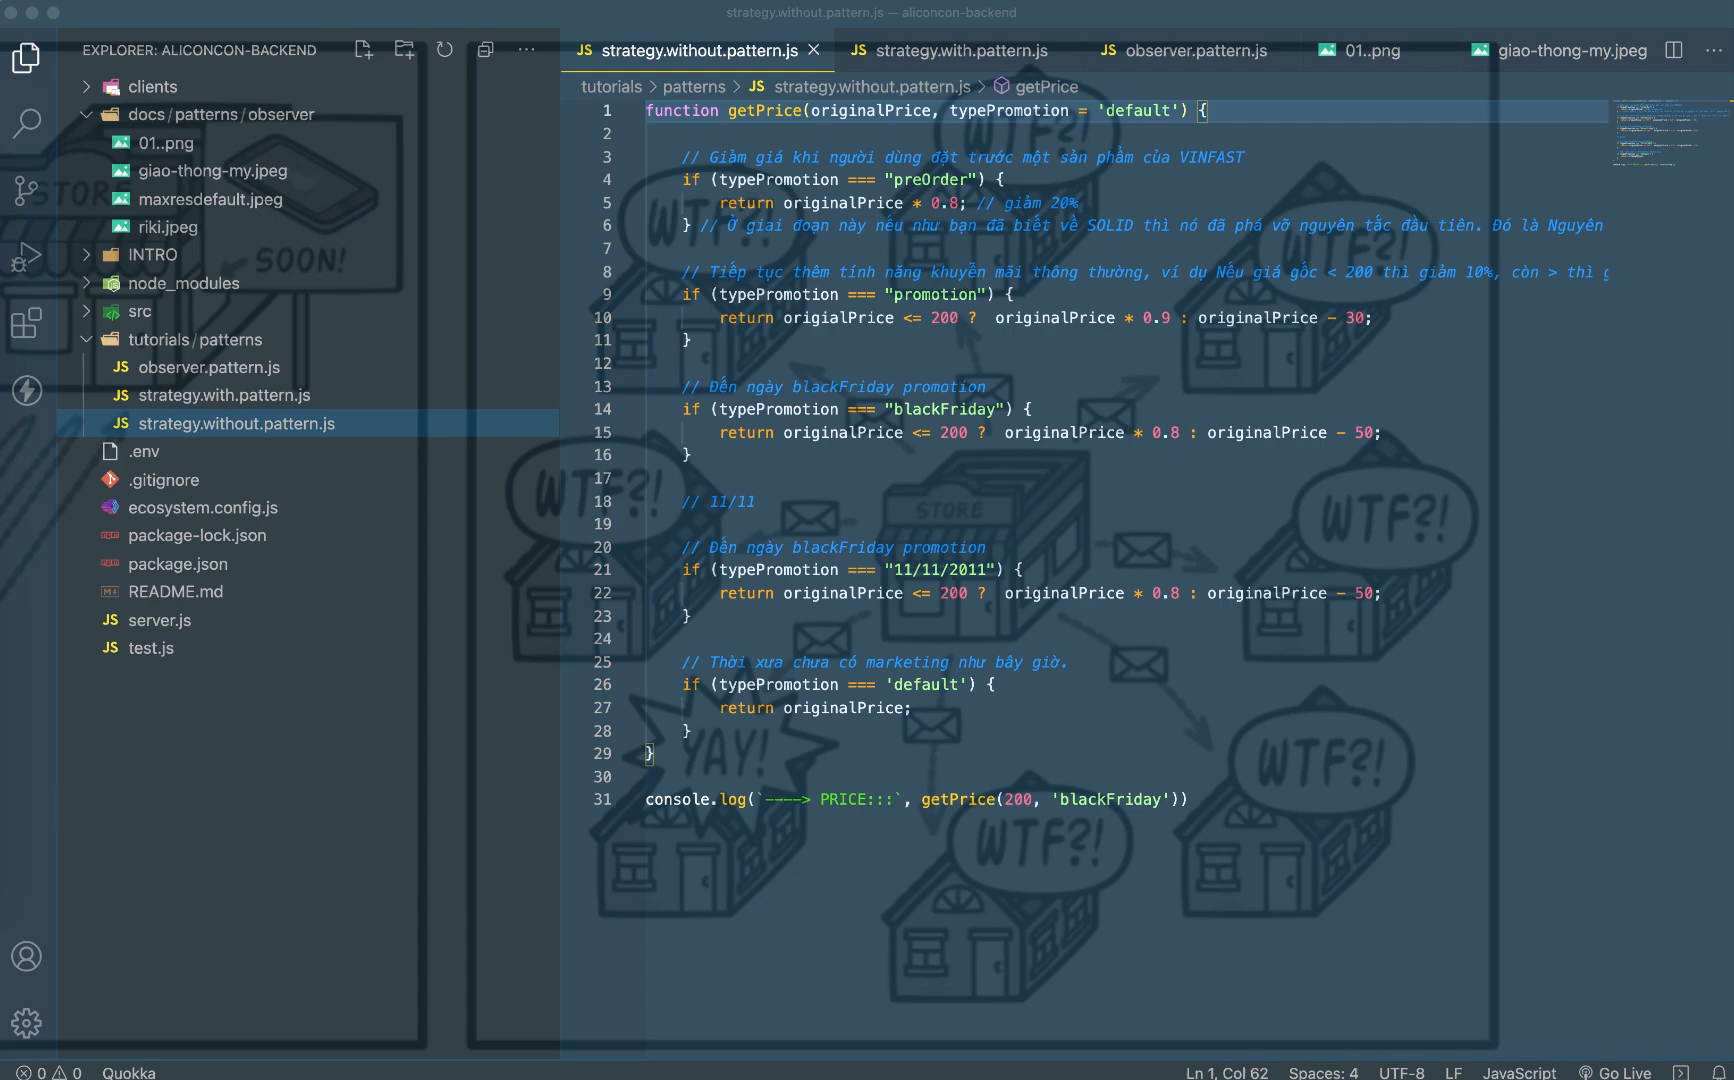 strategy.without.pattern.js — aliconcon-backend
EXPLORER: ALICONCON-BACKEND
clients
docs / patterns / observer
01..png
giao-thong-my.jpeg
maxresdefault.jpeg
riki.jpeg
INTRO
node_modules
src
tutorials / patterns
observer.pattern.js
strategy.with.pattern.js
strategy.without.pattern.js
.env
.gitignore
ecosystem.config.js
package-lock.json
package.json
README.md
server.js
test.js
JS strategy.without.pattern.js
JS strategy.with.pattern.js
JS observer.pattern.js
01..png
giao-thong-my.jpeg
tutorials > patterns > JS strategy.without.pattern.js > getPrice
1 function getPrice(originalPrice, typePromotion = 'default') {
2
3 // Giảm giá khi người dùng đặt trước một sản phẩm của VINFAST
4 if (typePromotion === "preOrder") {
5 return originalPrice * 0.8; // giảm 20%
6 } // Ở giai đoạn này nếu như bạn đã biết về SOLID thì nó đã phá vỡ nguyên tắc đầu tiên. Đó là Nguyên
7
8 // Tiếp tục thêm tính năng khuyễn mãi thông thường, ví dụ Nếu giá gốc < 200 thì giảm 10%, còn > thì g
9 if (typePromotion === "promotion") {
10 return origialPrice <= 200 ?  originalPrice * 0.9 : originalPrice - 30;
11 }
12
13 // Đến ngày blackFriday promotion
14 if (typePromotion === "blackFriday") {
15 return originalPrice <= 200 ?  originalPrice * 0.8 : originalPrice - 50;
16 }
17
18 // 11/11
19
20 // Đến ngày blackFriday promotion
21 if (typePromotion === "11/11/2011") {
22 return originalPrice <= 200 ?  originalPrice * 0.8 : originalPrice - 50;
23 }
24
25 // Thời xưa chưa có marketing như bây giờ.
26 if (typePromotion === 'default') {
27 return originalPrice;
28 }
29 }
30
31 console.log(`----> PRICE:::`, getPrice(200, 'blackFriday'))
STORE
SOON!
WTF?!
WTF?!
WTF?!
WTF?!
STORE
WTF?!
YAY!
WTF?!
WTF?!
0 0 Quokka
Ln 1, Col 62 Spaces: 4 UTF-8 LF JavaScript Go Live